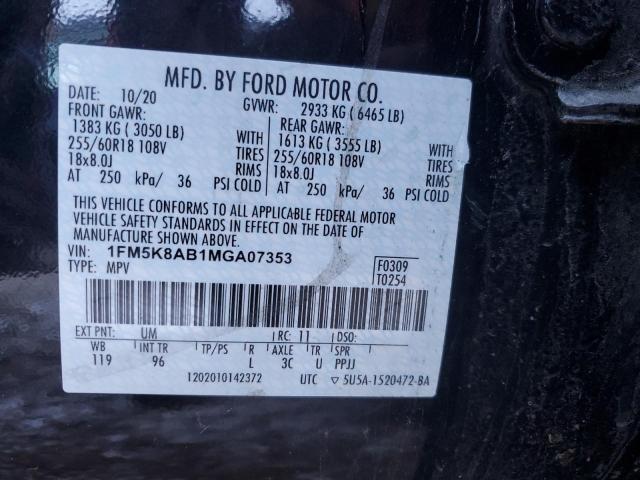 MFD. BY FORD MOTOR CO.
DATE: 10/20 GVWR: 2933 KG ( 6465 LB)
FRONT GAWR: REAR GAWR:
1383 KG ( 3050 LB) WITH 1613 KG ( 3555 LB) WITH
255/60R18 108V TIRES 255/60R18 108V TIRES
18x8.0J RIMS 18x8.0J RIMS
AT 250 kPa/ 36 PSI COLD AT 250 kPa/ 36 PSI COLD
THIS VEHICLE CONFORMS TO ALL APPLICABLE FEDERAL MOTOR
VEHICLE SAFETY STANDARDS IN EFFECT ON THE DATE OF
MANUFACTURE SHOWN ABOVE.
VIN: 1FM5K8AB1MGA07353 F0309
TYPE: MPV T0254
EXT PNT: UM RC: 11 DSO:
WB INT TR TP/PS R AXLE TR SPR
119 96 L 3C U PPJJ
1202010142372 UTC ▽ 5U5A-1520472-BA